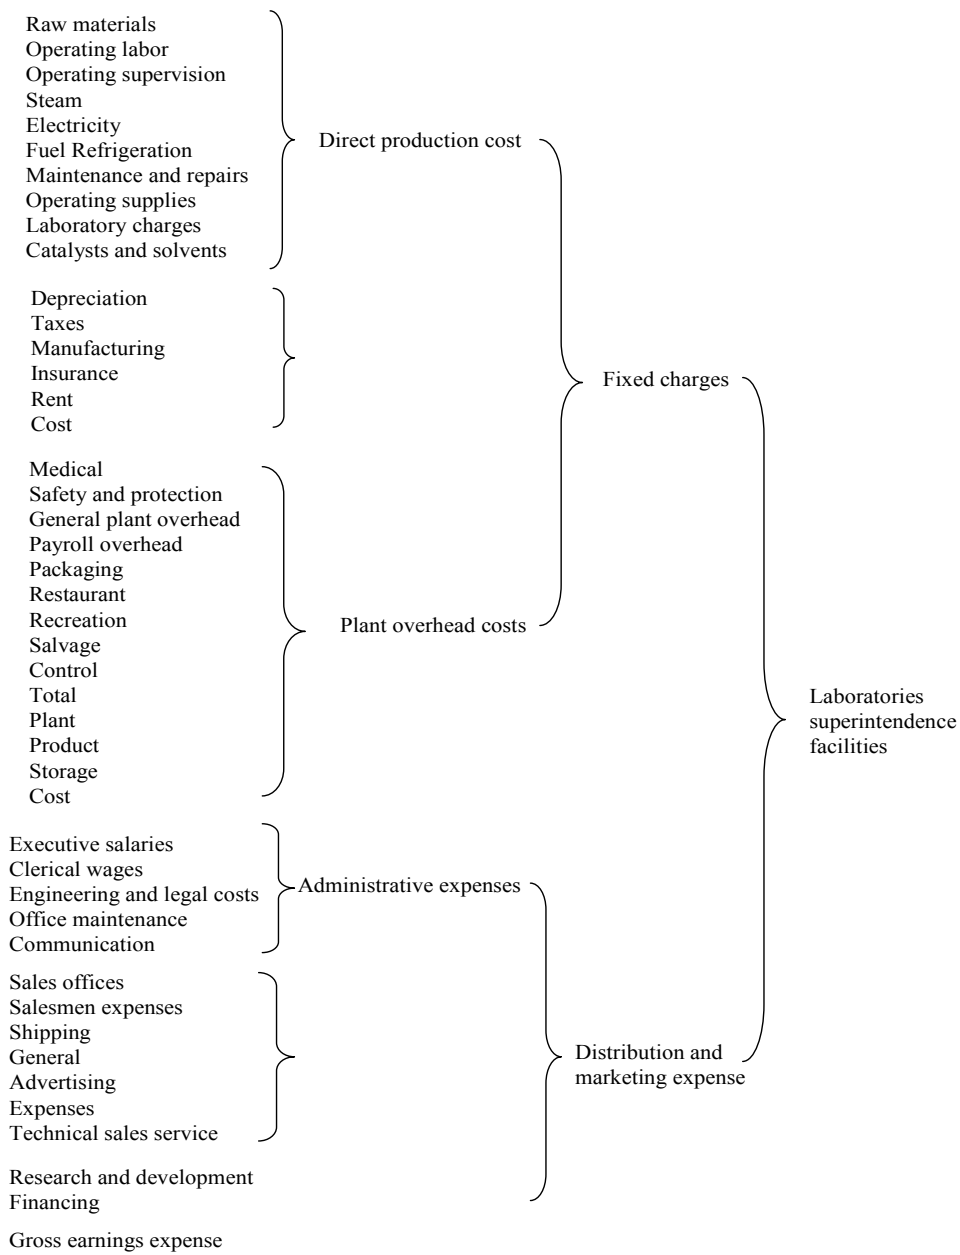 Raw materials
Operating labor
Operating supervision
Steam
Electricity
Fuel Refrigeration
Maintenance and repairs
Operating supplies
Laboratory charges
Catalysts and solvents
Direct production cost
Depreciation
Taxes
Manufacturing
Insurance
Rent
Cost
Fixed charges
Medical
Safety and protection
General plant overhead
Payroll overhead
Packaging
Restaurant
Recreation
Salvage
Control
Total
Plant
Product
Storage
Cost
Plant overhead costs
Laboratories
superintendence
facilities
Executive salaries
Clerical wages
Engineering and legal costs
Office maintenance
Communication
Administrative expenses
Sales offices
Salesmen expenses
Shipping
General
Advertising
Expenses
Technical sales service
Distribution and
marketing expense
Research and development
Financing
Gross earnings expense